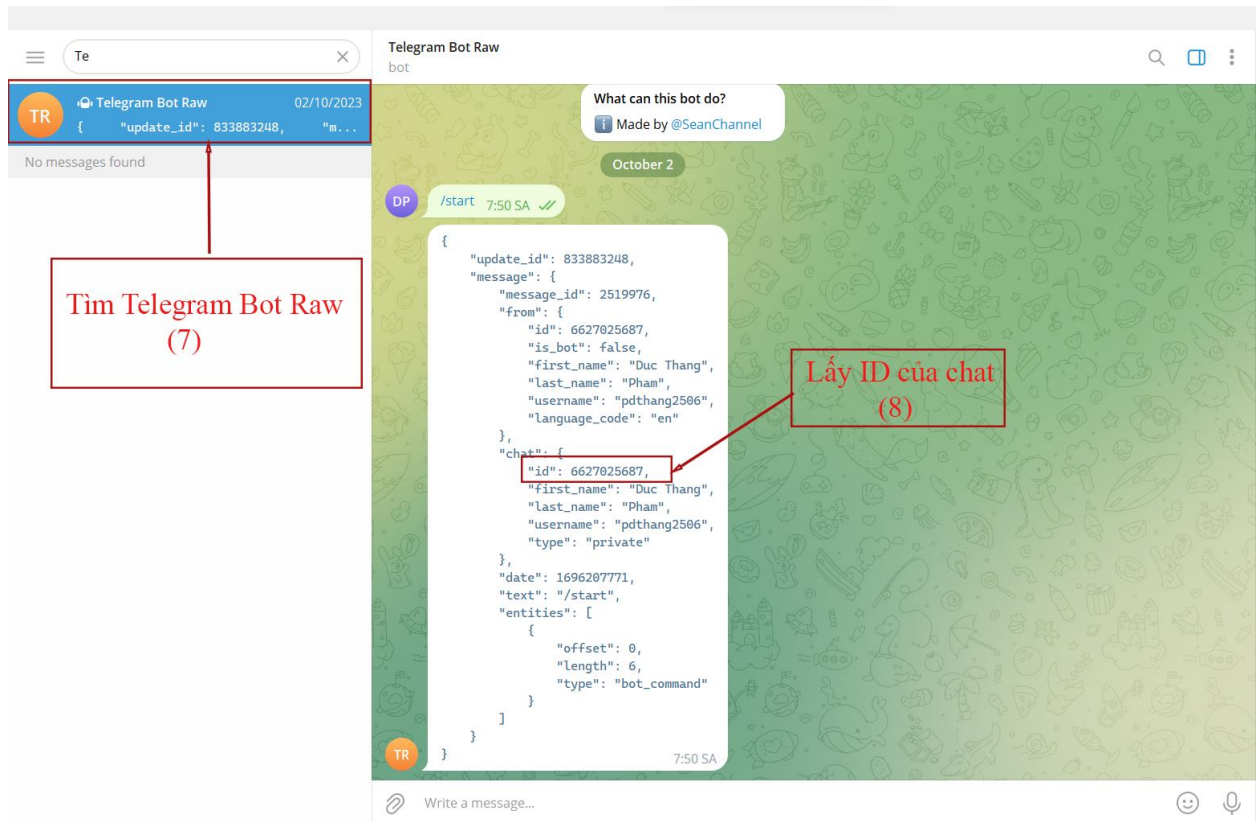 Te
TR
Telegram Bot Raw 02/10/2023
{ "update_id": 833883248, "m...
No messages found
Tìm Telegram Bot Raw
(7)
Telegram Bot Raw
bot
What can this bot do?
Made by @SeanChannel
October 2
DP
/start 7:50 SA
{
"update_id": 833883248,
"message": {
"message_id": 2519976,
"from": {
"id": 6627025687,
"is_bot": false,
"first_name": "Duc Thang",
"last_name": "Pham",
"username": "pdthang2506",
"language_code": "en"
},
"chat": {
"id": 6627025687,
"first_name": "Duc Thang",
"last_name": "Pham",
"username": "pdthang2506",
"type": "private"
},
"date": 1696207771,
"text": "/start",
"entities": [
{
"offset": 0,
"length": 6,
"type": "bot_command"
}
]
}
}
TR
7:50 SA
Lấy ID của chat
(8)
Write a message...